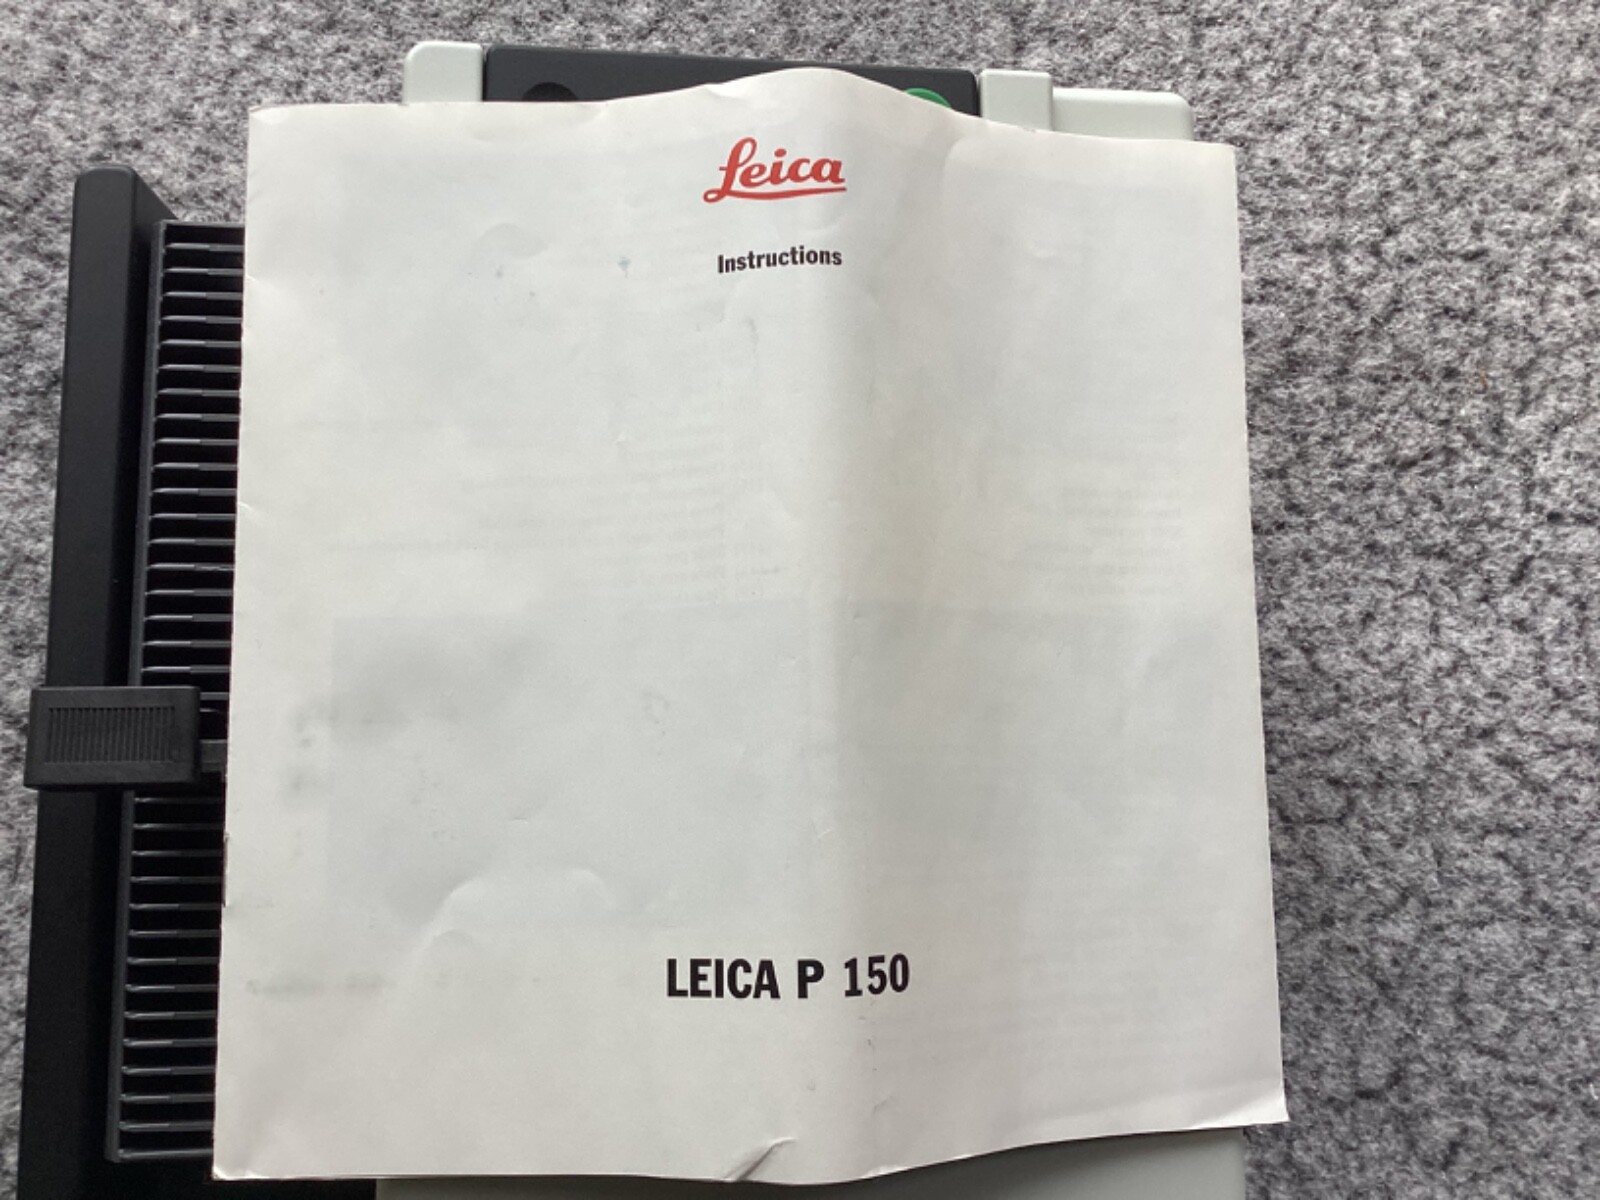 Leica
Instructions
LEICA P 150